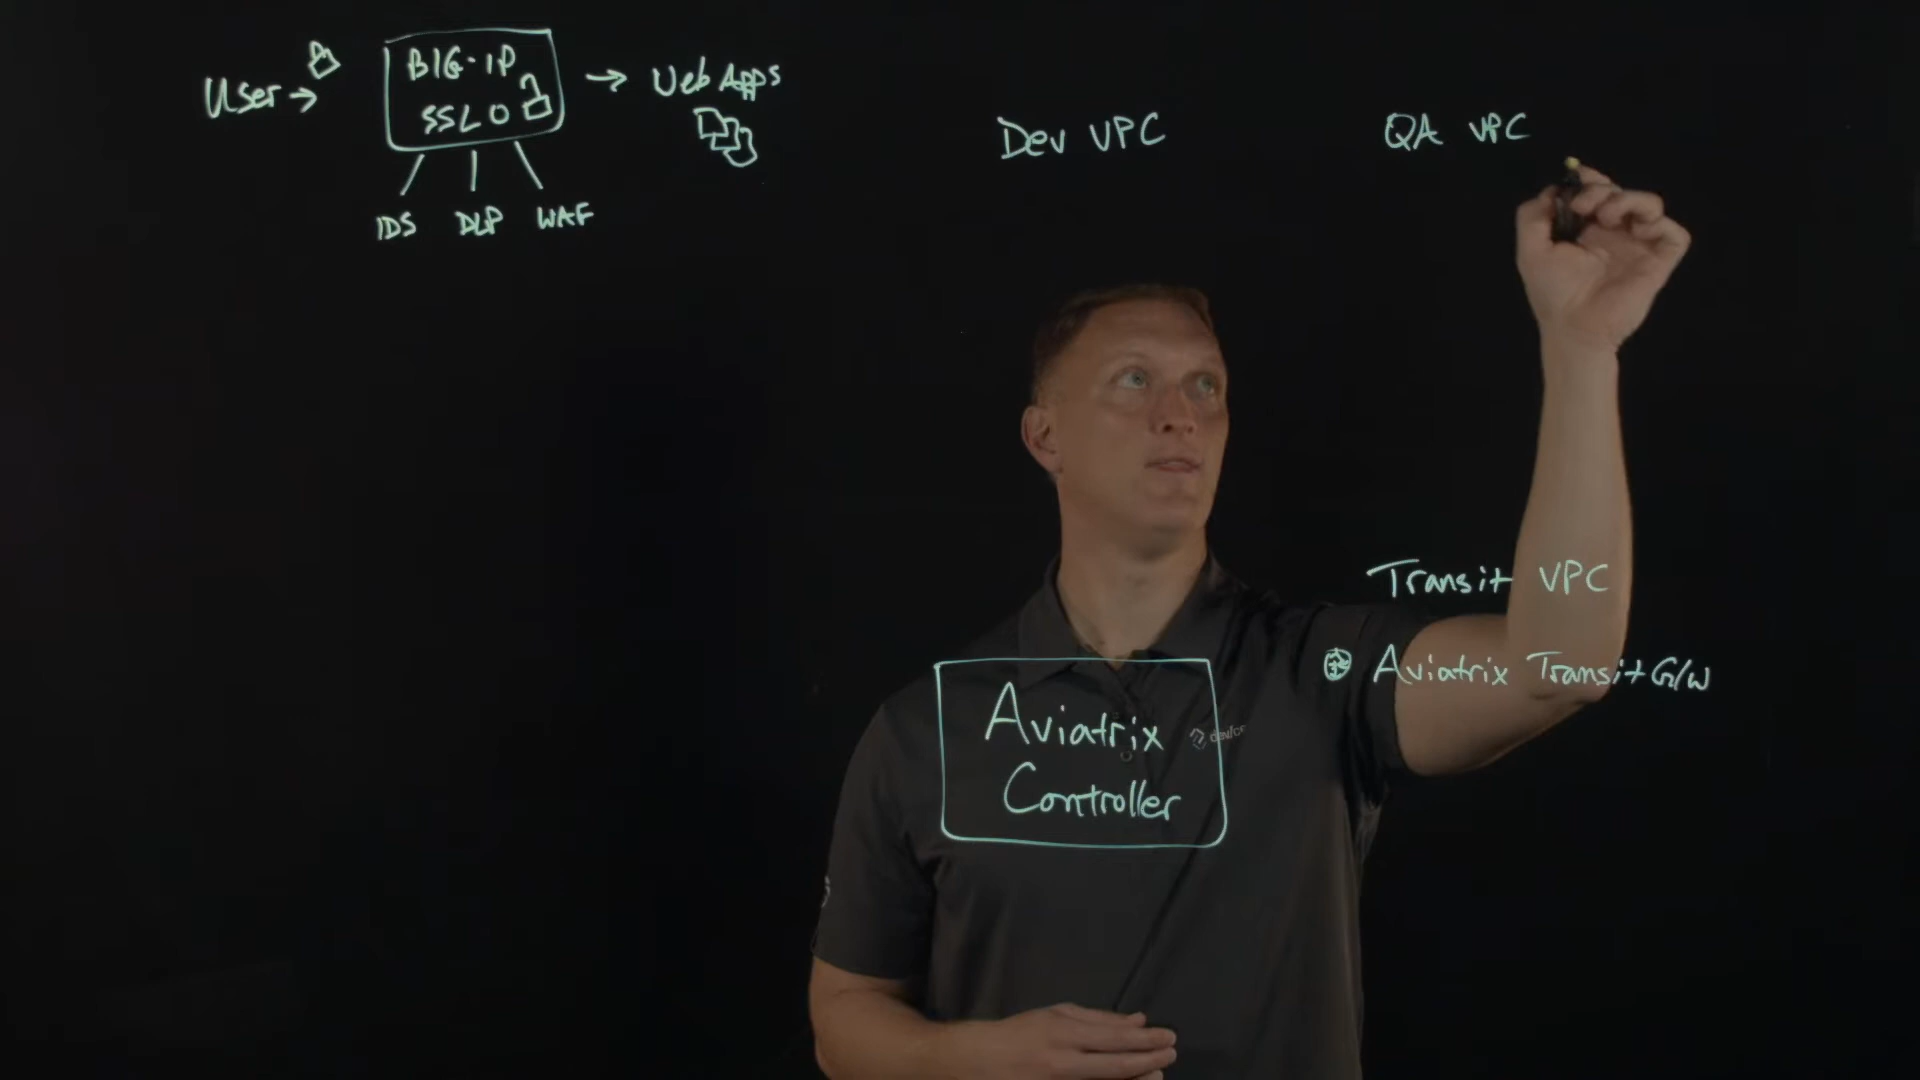 User →
BIG-IP
SSLO
→ Web Apps
IDS DLP WAF
Dev VPC
QA VPC
Transit VPC
Aviatrix Transit G/W
Aviatrix
Controller